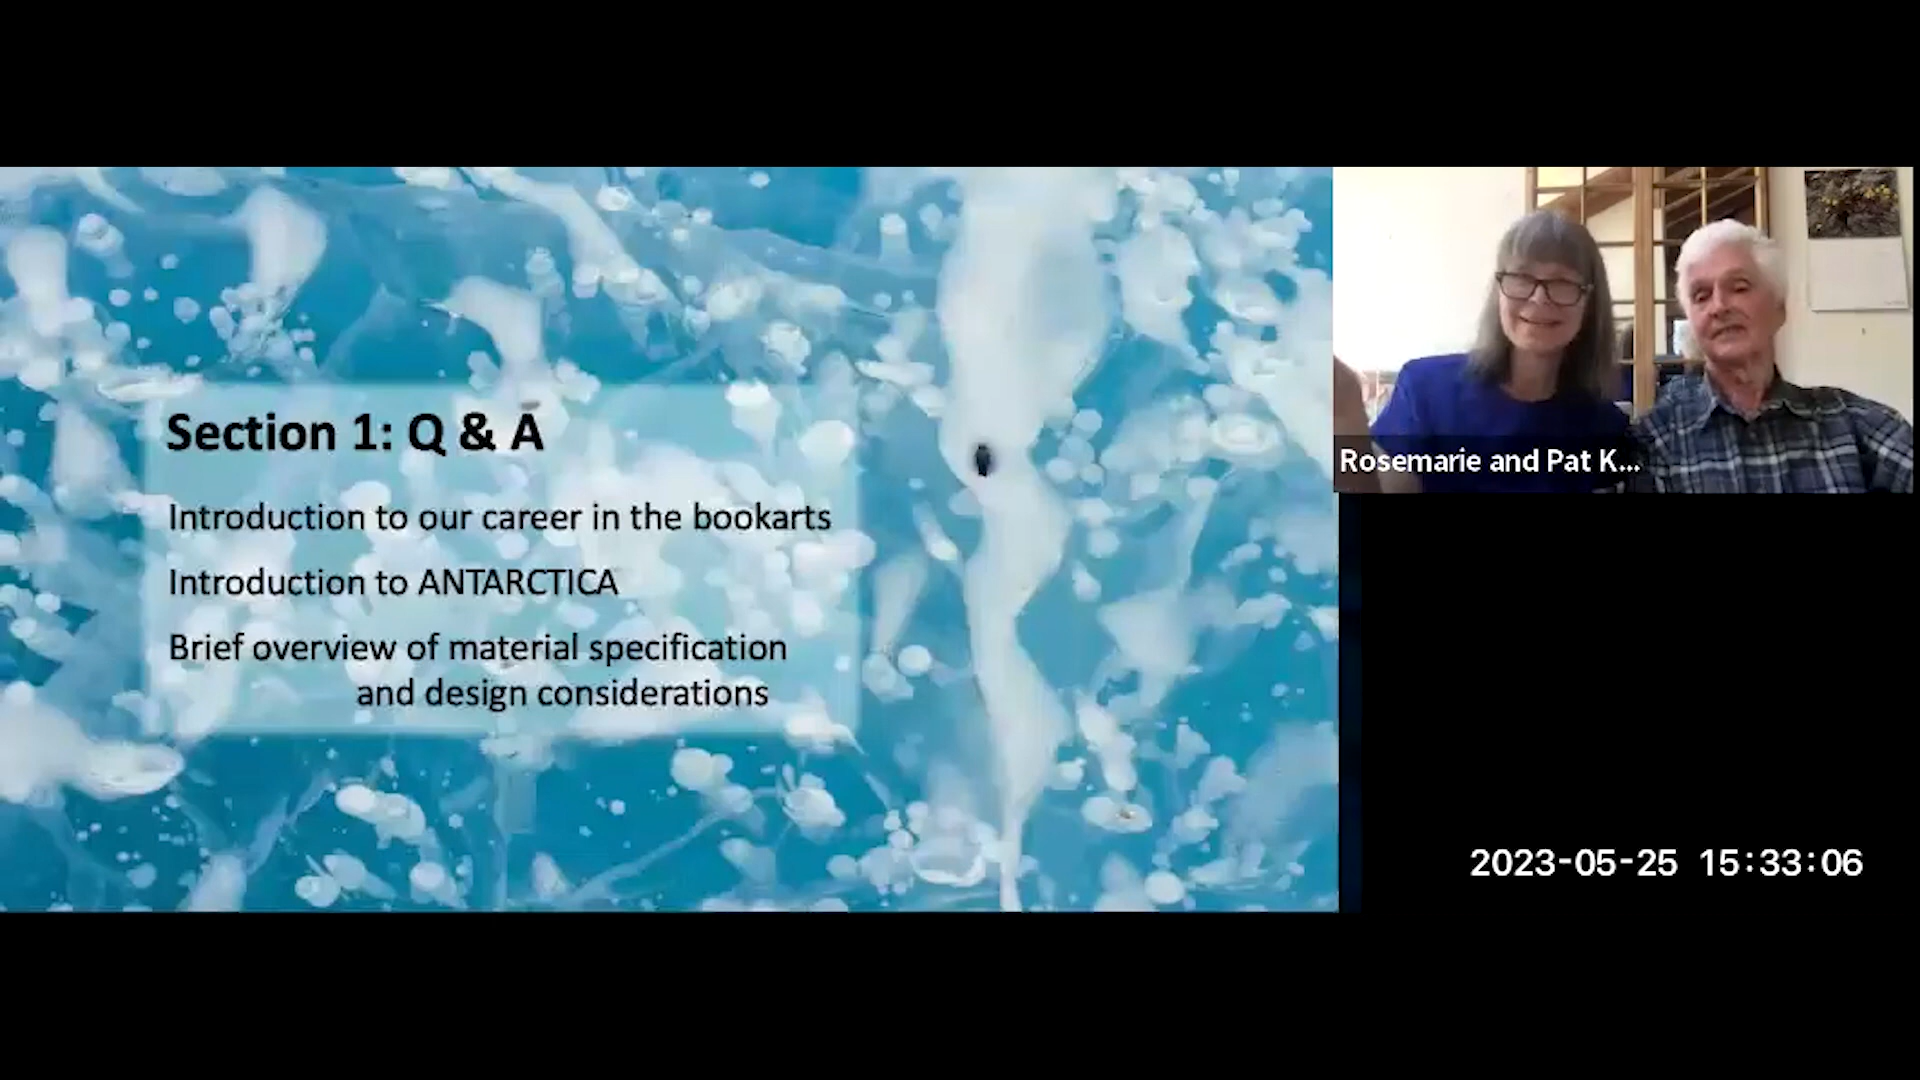 Section 1: Q & A
Introduction to our career in the bookarts
Introduction to ANTARCTICA
Brief overview of material specification
and design considerations
Rosemarie and Pat K...
2023-05-25 15:33:06